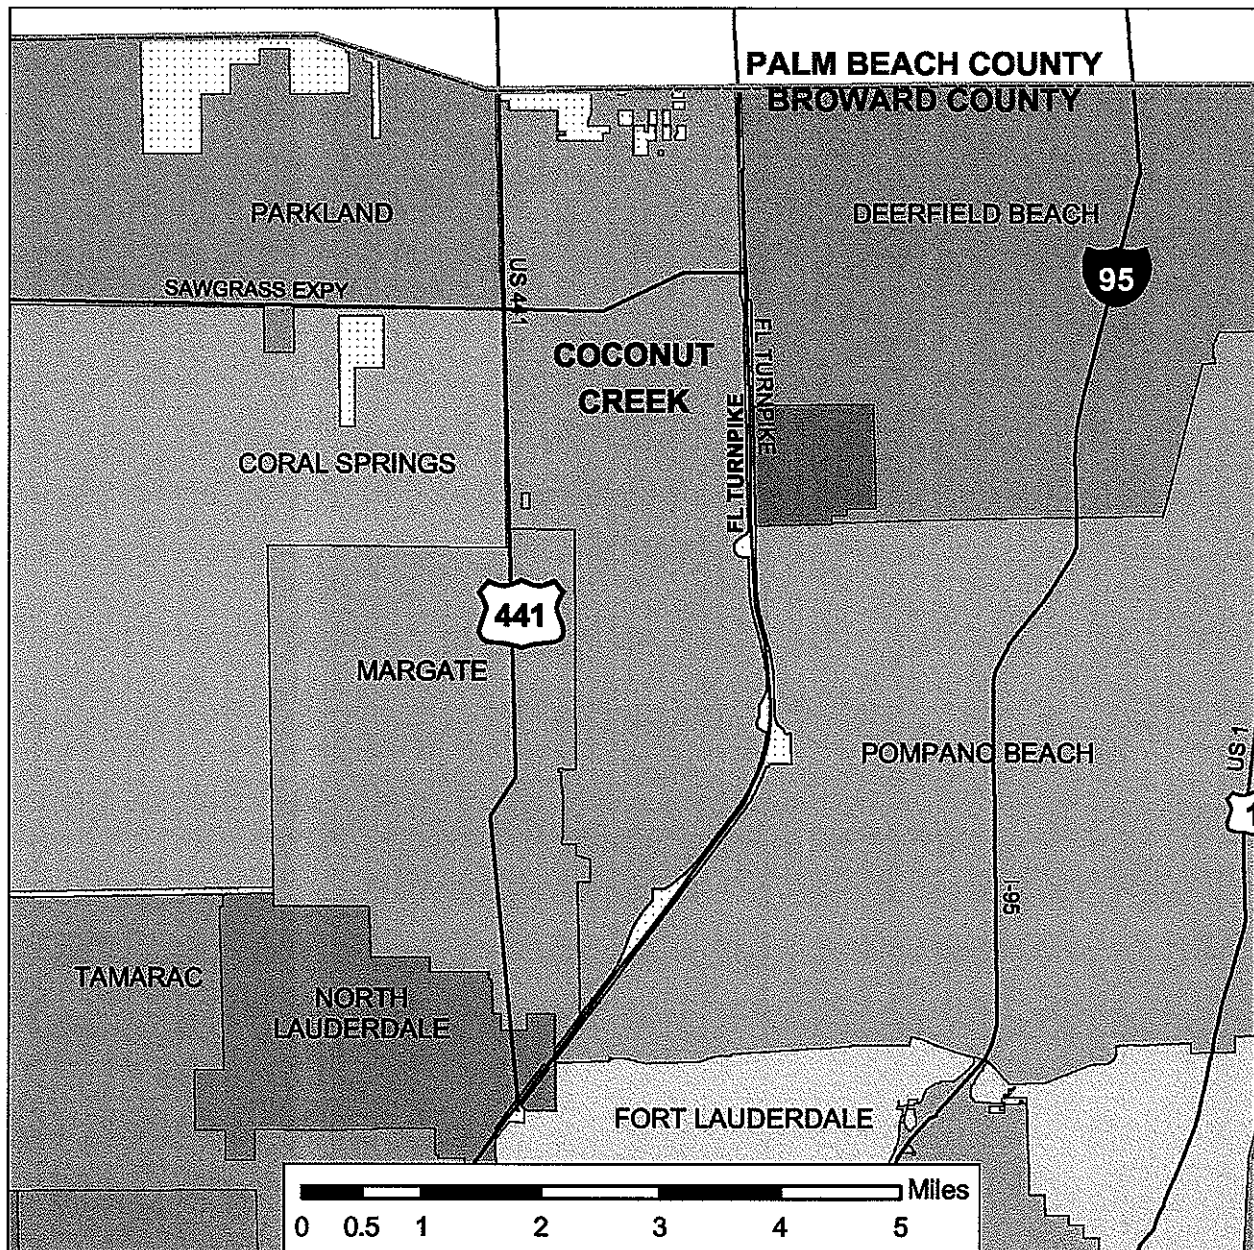 PALM BEACH COUNTY
BROWARD COUNTY
PARKLAND
DEERFIELD BEACH
SAWGRASS EXPY
US 441
95
COCONUT
CREEK
FL TURNPIKE
FL TURNPIKE
CORAL SPRINGS
441
MARGATE
POMPANO BEACH
US 1
1
I-95
TAMARAC
NORTH
LAUDERDALE
FORT LAUDERDALE
Miles
0 0.5 1 2 3 4 5